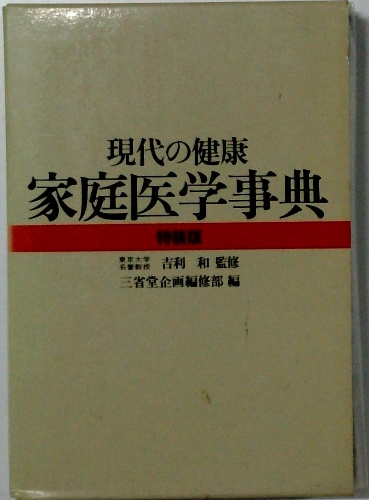 現代の健康
家庭医学事典
特装版
東京大学
名誉教授 吉利 和 監修
三省堂企画編修部 編